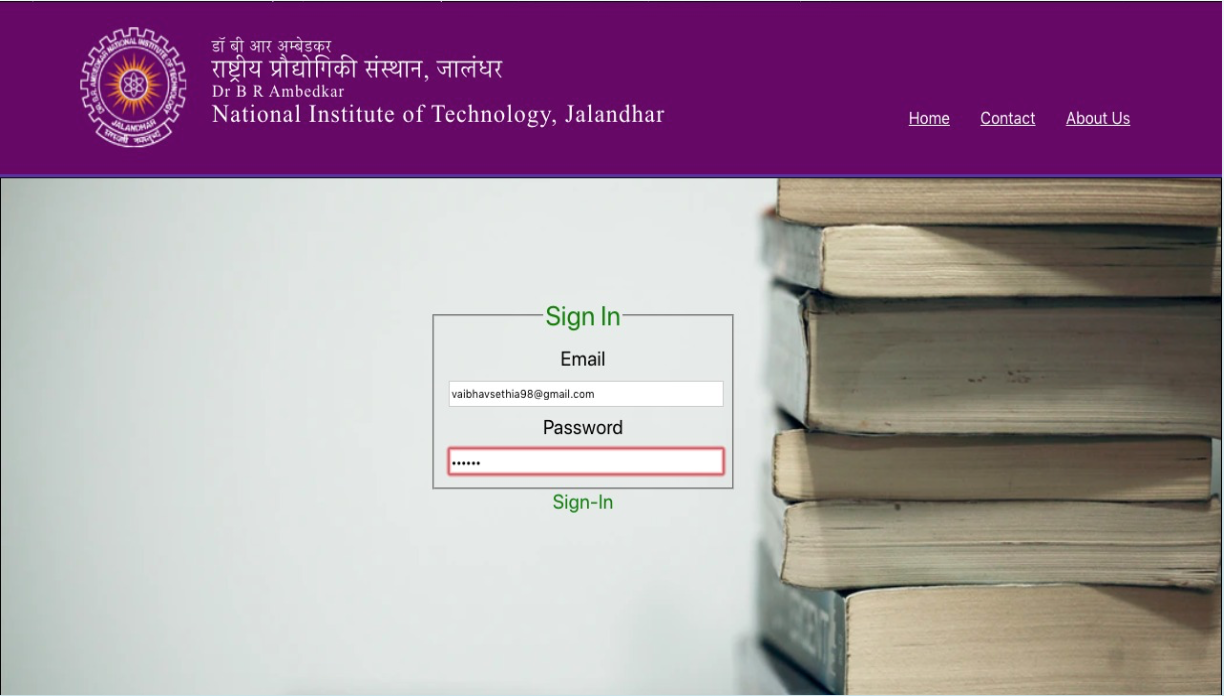 डॉ बी आर अम्बेडकर
राष्ट्रीय प्रौद्योगिकी संस्थान, जालंधर
Dr B R Ambedkar
National Institute of Technology, Jalandhar
Home Contact About Us
Sign In
Email
vaibhavsethia98@gmail.com
Password
••••••
Sign-In